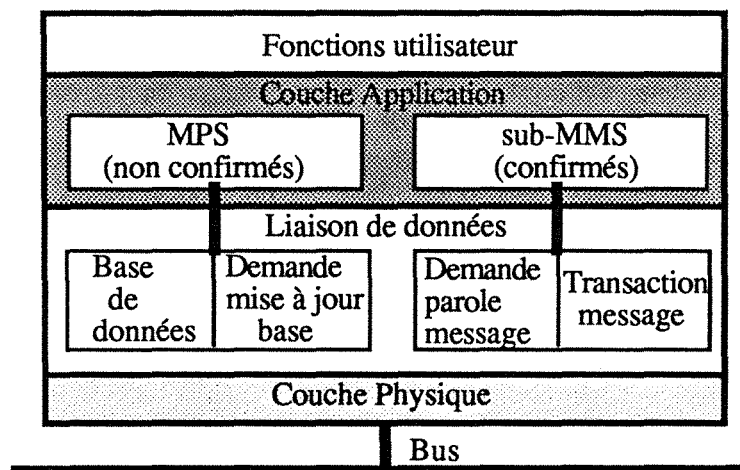 Fonctions utilisateur
Couche Application
MPS
(non confirmés)
sub-MMS
(confirmés)
Liaison de données
Base
de
données
Demande
mise à jour
base
Demande
parole
message
Transaction
message
Couche Physique
Bus